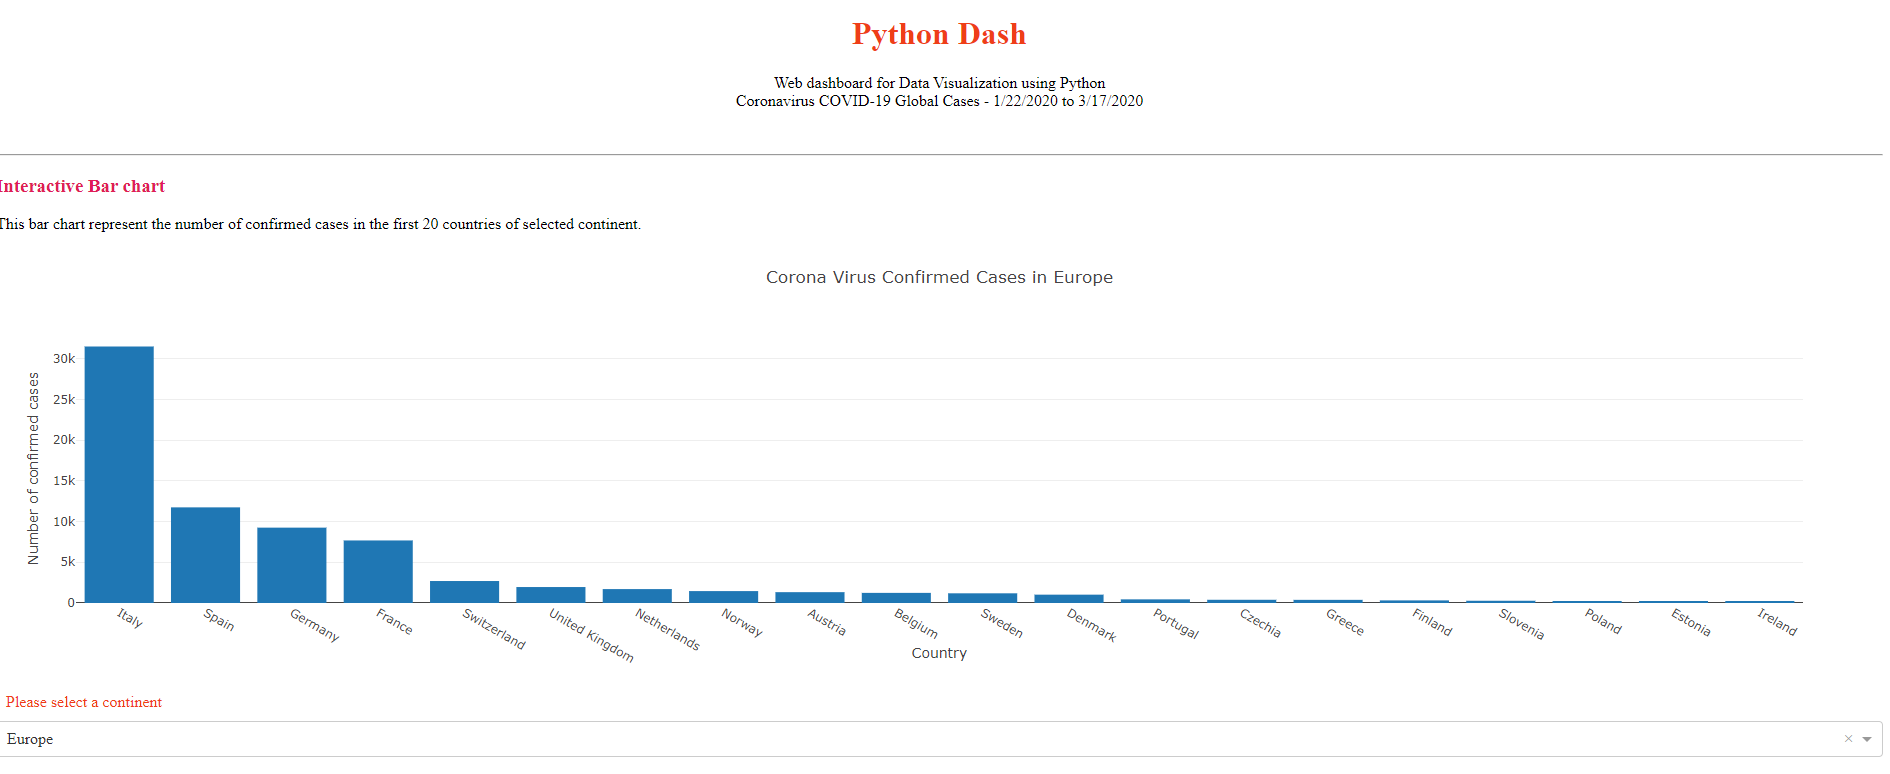 Python Dash
Web dashboard for Data Visualization using Python
Coronavirus COVID-19 Global Cases - 1/22/2020 to 3/17/2020
Interactive Bar chart
This bar chart represent the number of confirmed cases in the first 20 countries of selected continent.
Corona Virus Confirmed Cases in Europe
Number of confirmed cases
30k
25k
20k
15k
10k
5k
0
Italy
Spain
Germany
France
Switzerland
United Kingdom
Netherlands
Norway
Austria
Belgium
Sweden
Denmark
Portugal
Czechia
Greece
Finland
Slovenia
Poland
Estonia
Ireland
Country
Please select a continent
Europe
×